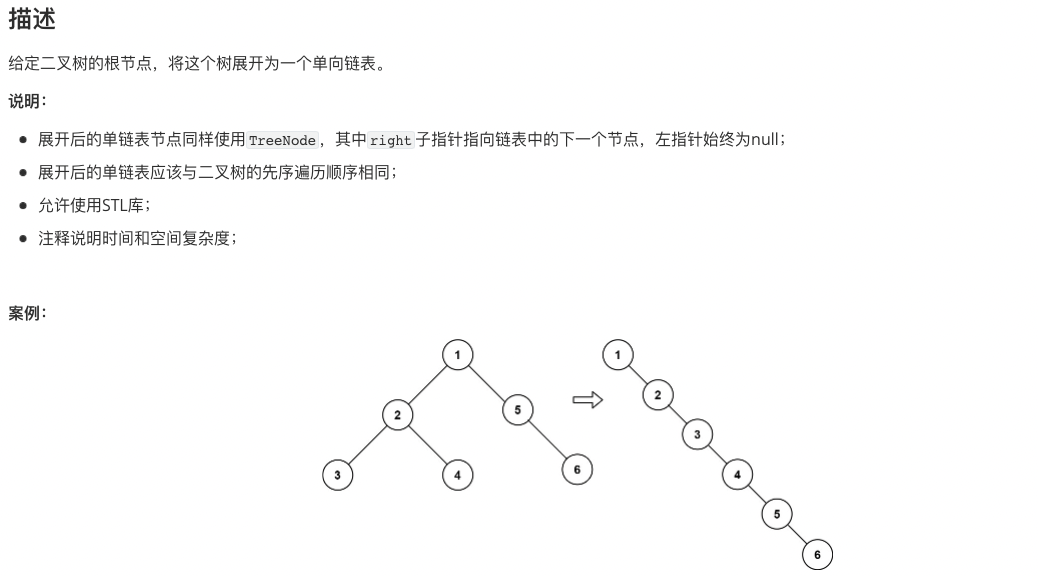 描述
给定二叉树的根节点，将这个树展开为一个单向链表。
说明：
展开后的单链表节点同样使用TreeNode，其中right子指针指向链表中的下一个节点，左指针始终为null；
展开后的单链表应该与二叉树的先序遍历顺序相同；
允许使用STL库；
注释说明时间和空间复杂度；
案例：
1 1
2
2 5
3
3 4 6
4
5
6